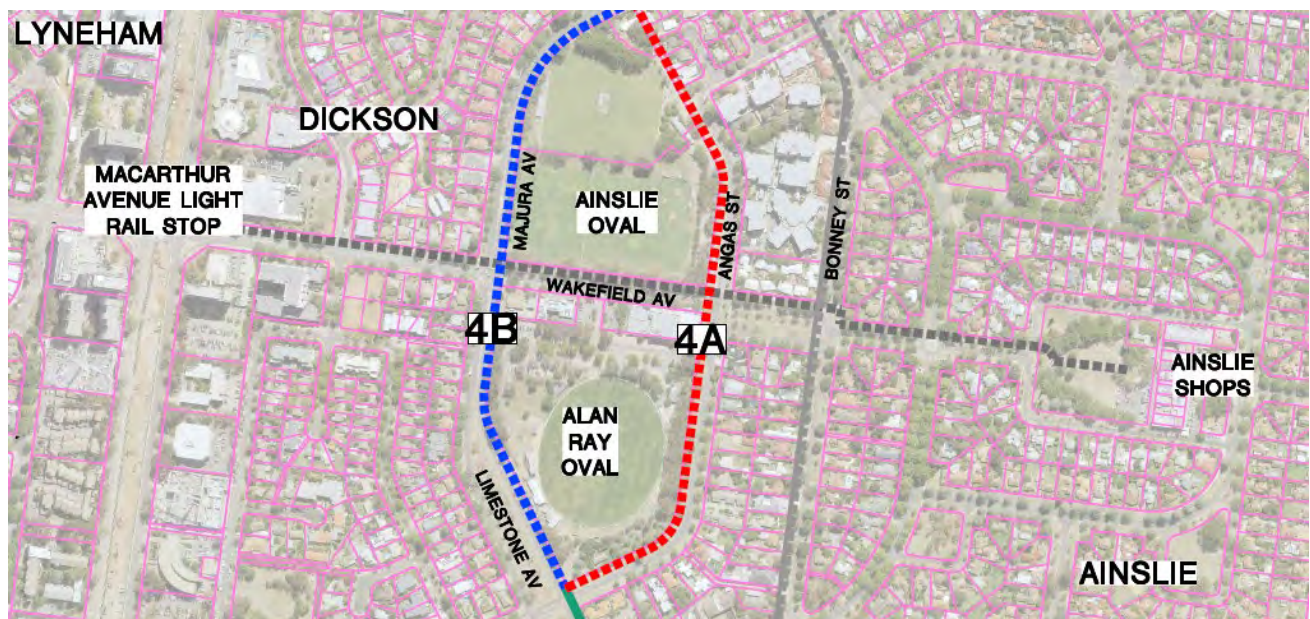 LYNEHAM
DICKSON
MACARTHUR
AVENUE LIGHT
RAIL STOP
MAJURA AV
AINSLIE
OVAL
ANGAS ST
BONNEY ST
WAKEFIELD AV
4B
4A
AINSLIE
SHOPS
ALAN
RAY
OVAL
LIMESTONE AV
AINSLIE